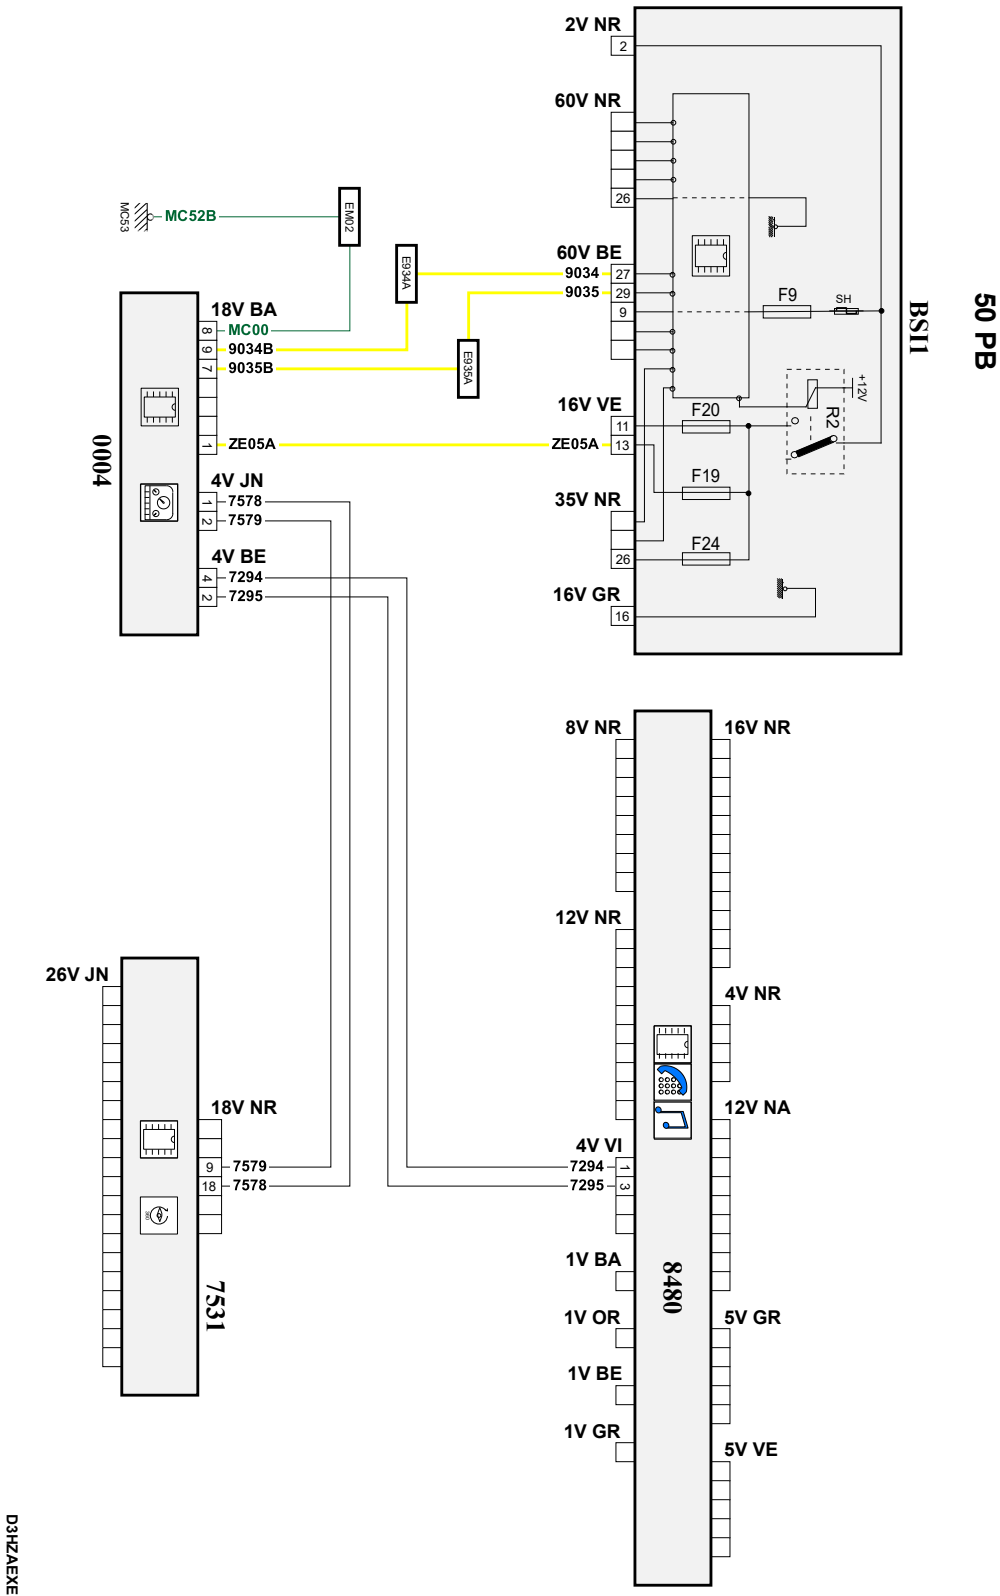 50 PB
BSI1
2V NR
2
60V NR
26
60V BE
9034 27
9035 29
9
F9
SH
+12V
R2
16V VE
11
F20
ZE05A 13
F19
35V NR
F24
26
16V GR
16
MC53
MC52B
EM02
E934A
E935A
0004
18V BA
8 MC00
9 9034B
7 9035B
1 ZE05A
4V JN
1 7578
2 7579
4V BE
4 7294
2 7295
8480
8V NR
16V NR
12V NR
4V NR
12V NA
4V VI
7294 1
7295 3
1V BA
1V OR
5V GR
1V BE
1V GR
5V VE
7531
26V JN
18V NR
9 7579
18 7578
360
D3HZAEXE